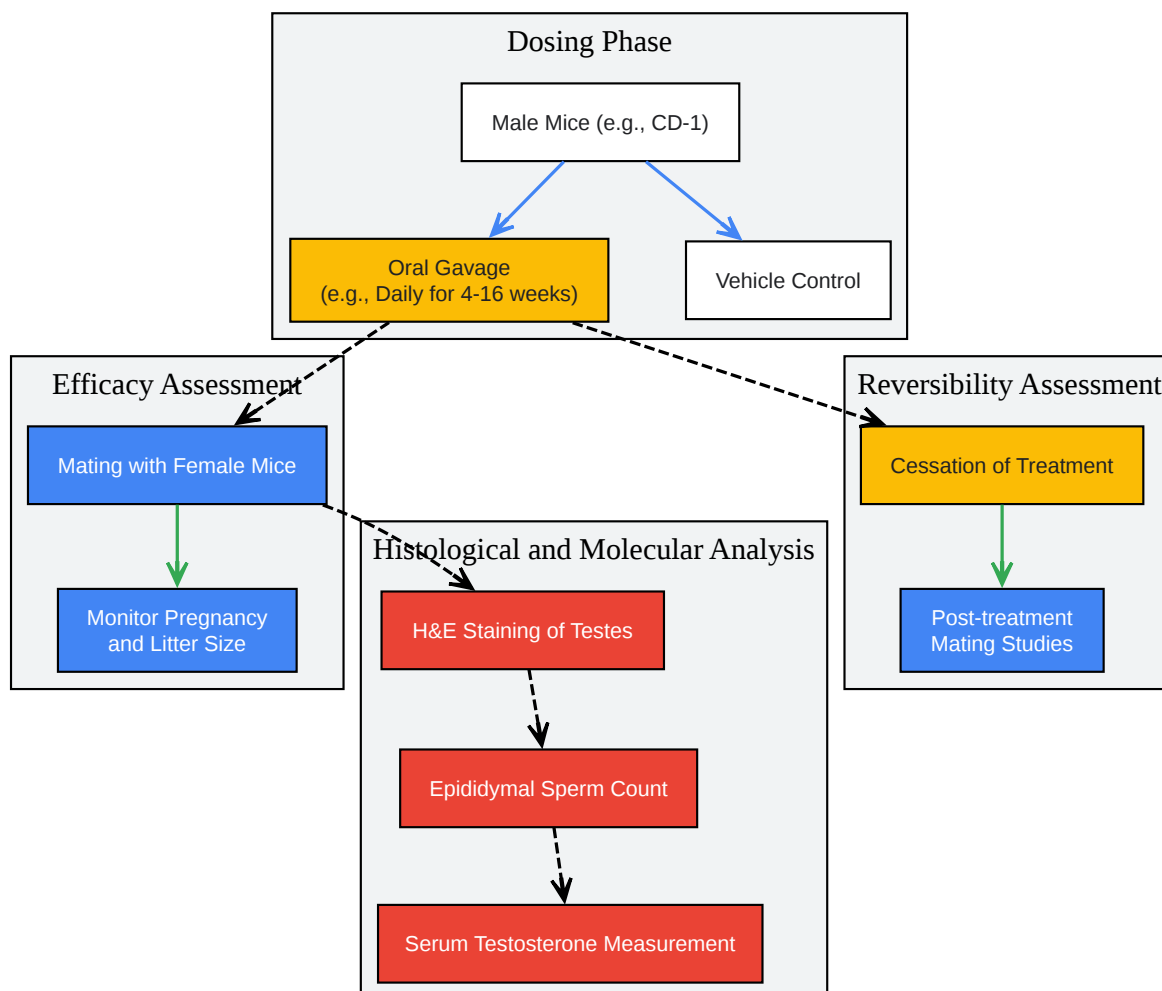 Dosing Phase
Male Mice (e.g., CD-1)
Oral Gavage
(e.g., Daily for 4-16 weeks)
Vehicle Control
Efficacy Assessment
Mating with Female Mice
Monitor Pregnancy
and Litter Size
Histological and Molecular Analysis
H&E Staining of Testes
Epididymal Sperm Count
Serum Testosterone Measurement
Reversibility Assessment
Cessation of Treatment
Post-treatment
Mating Studies